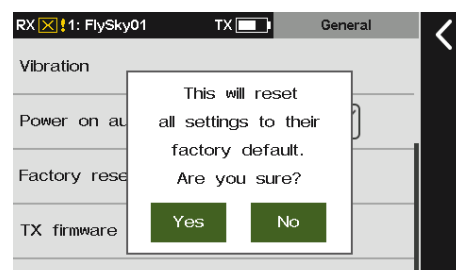 RX 1: FlySky01 TX General
Vibration
This will reset
all settings to their
factory default.
Are you sure?
Yes No
Power on au
Factory rese
TX firmware